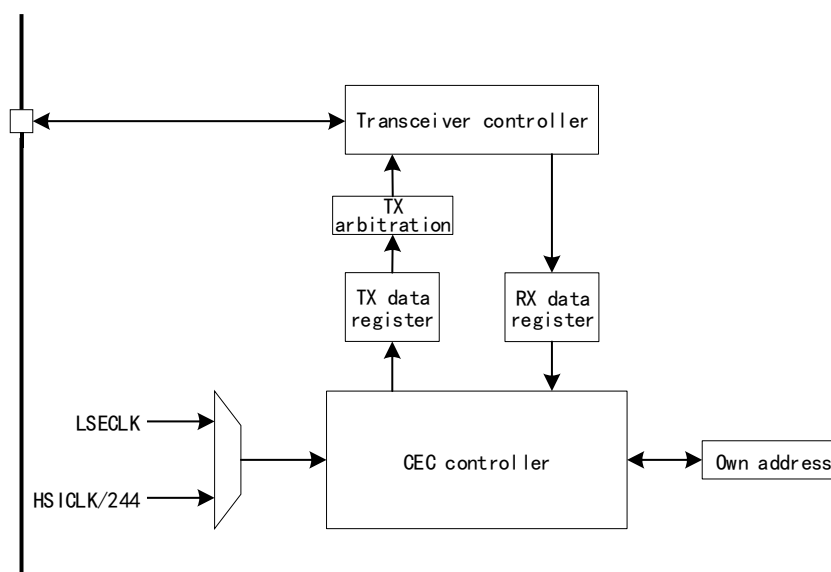 Transceiver controller
TX
arbitration
TX data
register
RX data
register
LSECLK
HSICLK/244
CEC controller
Own address